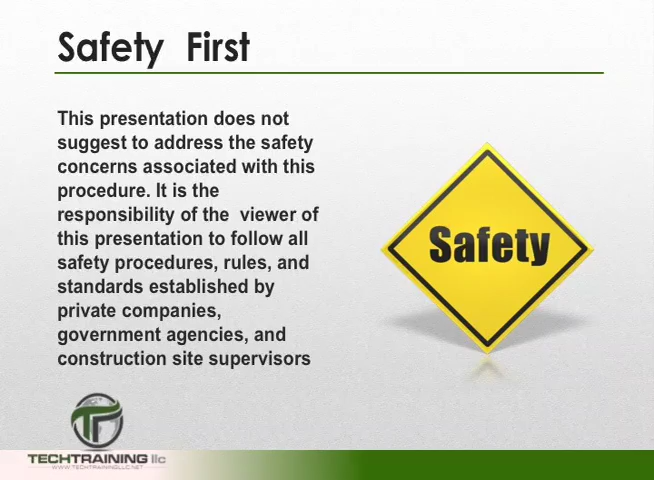 Safety First
This presentation does not
suggest to address the safety
concerns associated with this
procedure. It is the
responsibility of the viewer of
this presentation to follow all
safety procedures, rules, and
standards established by
private companies,
government agencies, and
construction site supervisors
Safety
TECHTRAINING llc
WWW.TECHTRAININGLLC.NET